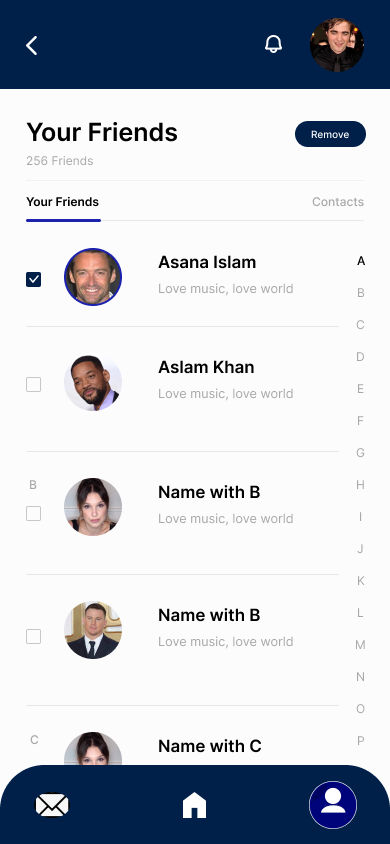 Your Friends
Remove
256 Friends
Your Friends
Contacts
Asana Islam
Love music, love world
Aslam Khan
Love music, love world
B
Name with B
Love music, love world
Name with B
Love music, love world
C
Name with C
A
B
C
D
E
F
G
H
I
J
K
L
M
N
O
P